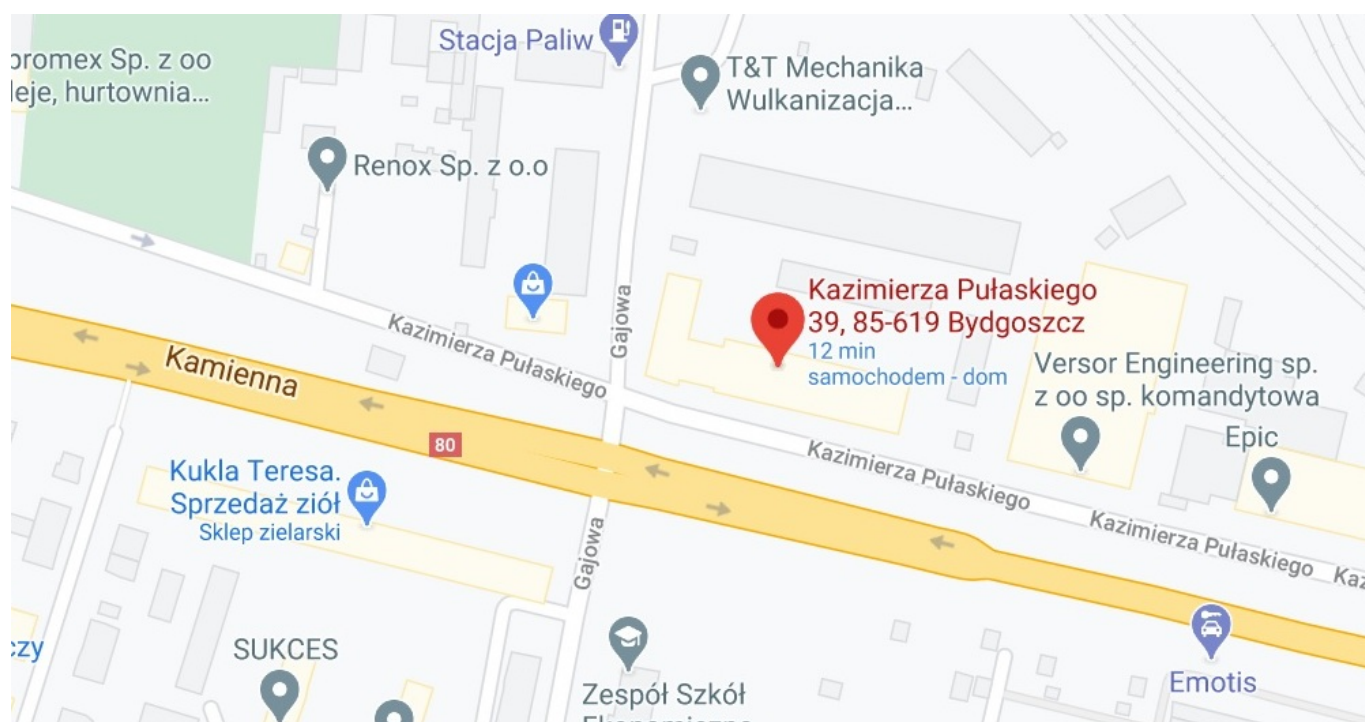 Stacja Paliw
promex Sp. z oo
leje, hurtownia...
T&T Mechanika
Wulkanizacja...
Renox Sp. z o.o
Kazimierza Pułaskiego
39, 85-619 Bydgoszcz
12 min
samochodem - dom
Gajowa
Kazimierza Pułaskiego
Kamienna
80
Versor Engineering sp.
z oo sp. komandytowa
Epic
Kazimierza Pułaskiego
Kukla Teresa.
Sprzedaż ziół
Sklep zielarski
Gajowa
Kazimierza Pułaskiego
Kaz
czy
SUKCES
Zespół Szkół
Emotis